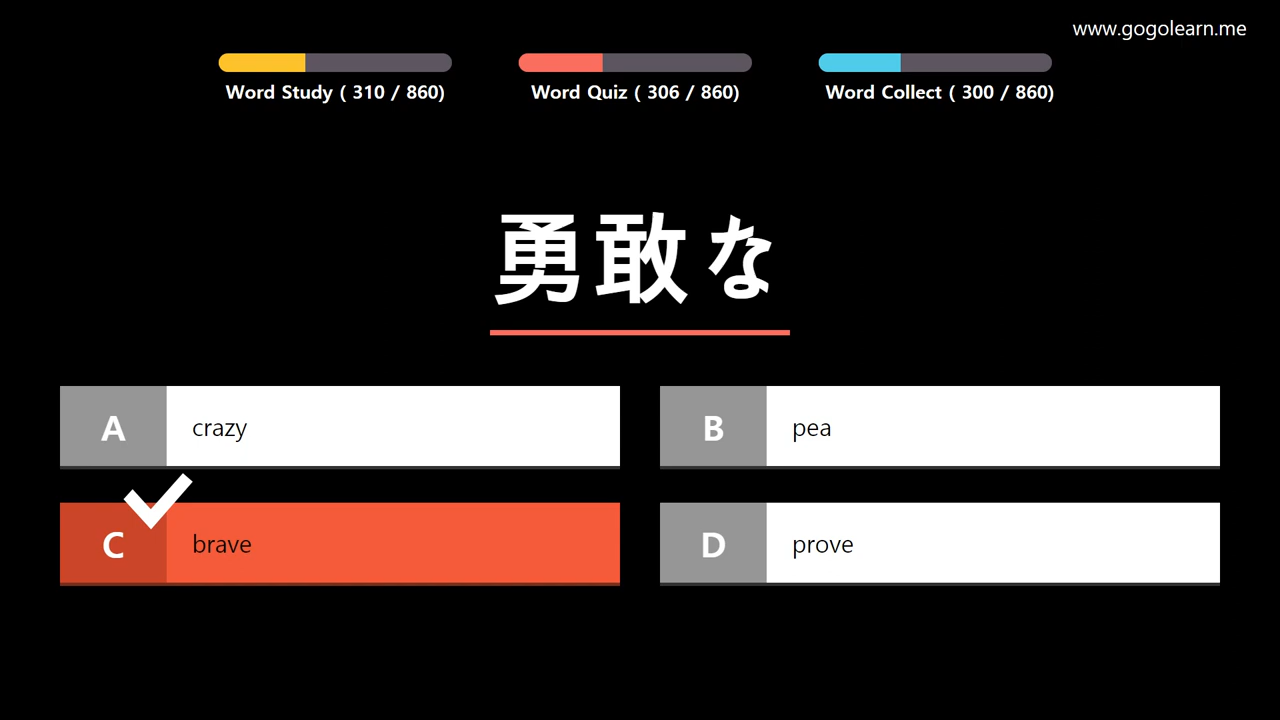 www.gogolearn.me
Word Study ( 310 / 860)
Word Quiz ( 306 / 860)
Word Collect ( 300 / 860)
勇敢な
A crazy
B pea
C brave
D prove